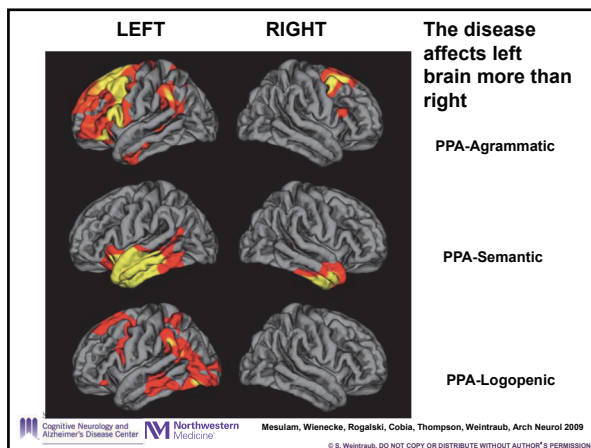 LEFT
RIGHT
The disease
affects left
brain more than
right
PPA-Agrammatic
PPA-Semantic
PPA-Logopenic
Cognitive Neurology and
Alzheimer's Disease Center
Northwestern
Medicine®
Mesulam, Wienecke, Rogalski, Cobia, Thompson, Weintraub, Arch Neurol 2009
© S. Weintraub. DO NOT COPY OR DISTRIBUTE WITHOUT AUTHOR'S PERMISSION